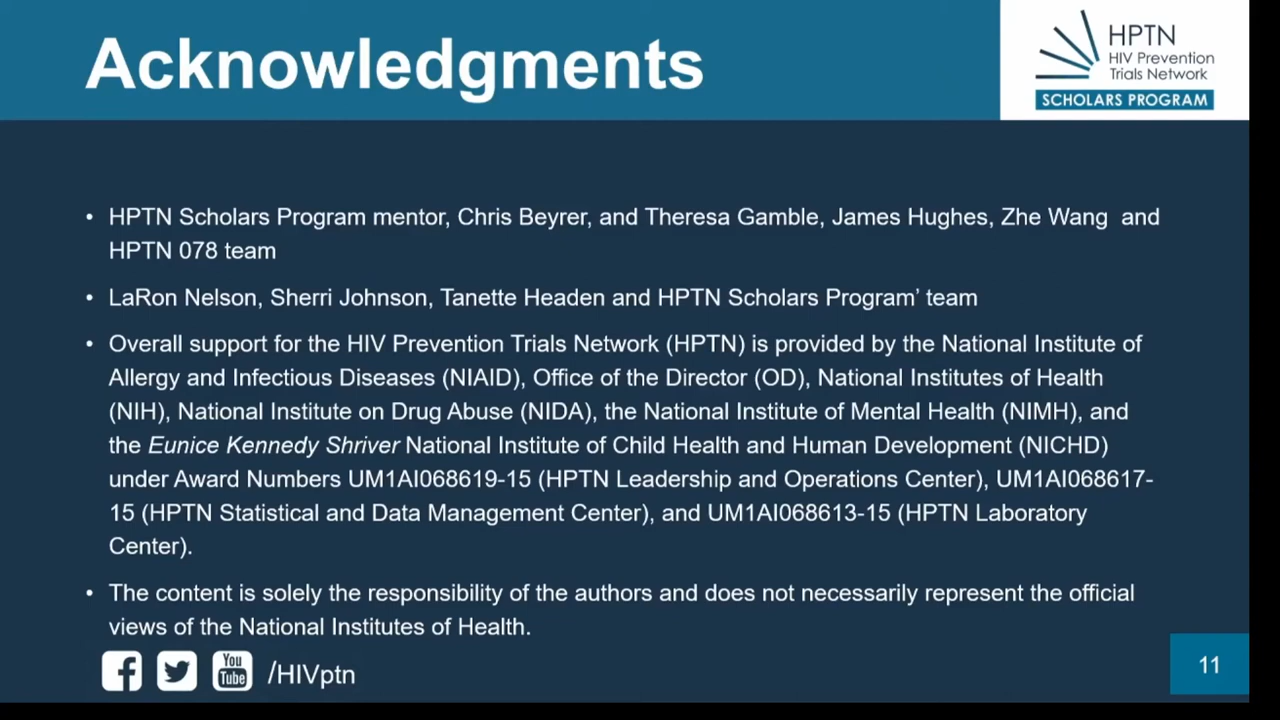 Acknowledgments
HPTN
HIV Prevention
Trials Network
SCHOLARS PROGRAM
• HPTN Scholars Program mentor, Chris Beyrer, and Theresa Gamble, James Hughes, Zhe Wang  and
HPTN 078 team
• LaRon Nelson, Sherri Johnson, Tanette Headen and HPTN Scholars Program’ team
• Overall support for the HIV Prevention Trials Network (HPTN) is provided by the National Institute of
Allergy and Infectious Diseases (NIAID), Office of the Director (OD), National Institutes of Health
(NIH), National Institute on Drug Abuse (NIDA), the National Institute of Mental Health (NIMH), and
the Eunice Kennedy Shriver National Institute of Child Health and Human Development (NICHD)
under Award Numbers UM1AI068619-15 (HPTN Leadership and Operations Center), UM1AI068617-
15 (HPTN Statistical and Data Management Center), and UM1AI068613-15 (HPTN Laboratory
Center).
• The content is solely the responsibility of the authors and does not necessarily represent the official
views of the National Institutes of Health.
You
Tube
/HIVptn
11